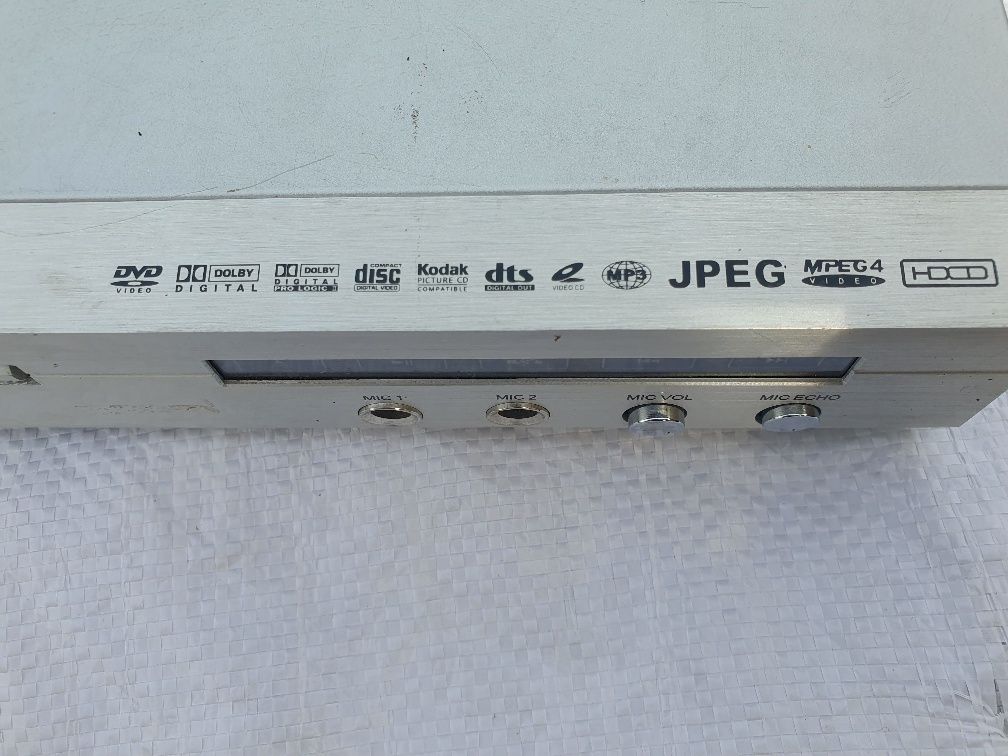 DVD
VIDEO
DOLBY
DIGITAL
DOLBY
DIGITAL
PRO LOGIC II
COMPACT
disc
DIGITAL VIDEO
Kodak
PICTURE CD
COMPATIBLE
dts
DIGITAL OUT
VIDEO CD
MP3
JPEG
MPEG4
VIDEO
HDCD
MIC 1
MIC 2
MIC VOL
MIC ECHO